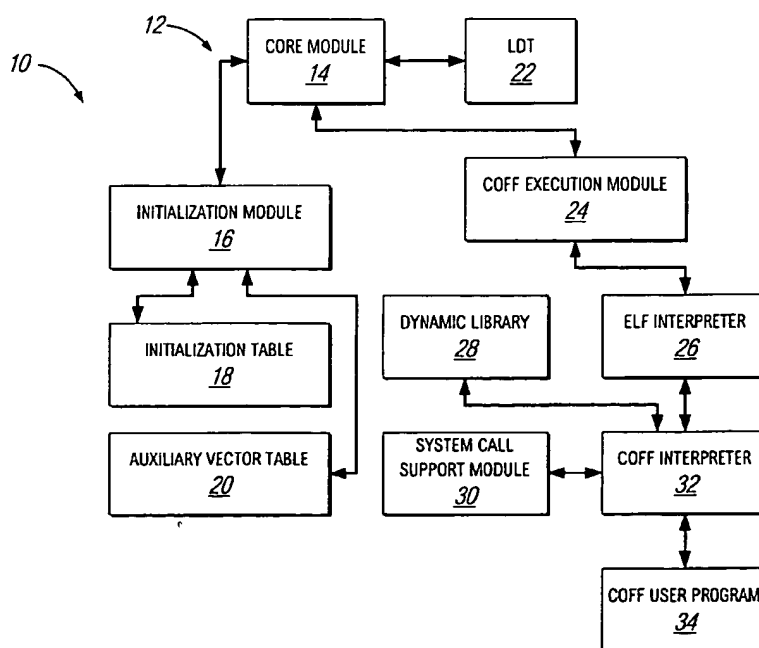 10
12
CORE MODULE
14
LDT
22
INITIALIZATION MODULE
16
COFF EXECUTION MODULE
24
INITIALIZATION TABLE
18
DYNAMIC LIBRARY
28
ELF INTERPRETER
26
AUXILIARY VECTOR TABLE
20
SYSTEM CALL
SUPPORT MODULE
30
COFF INTERPRETER
32
COFF USER PROGRAM
34